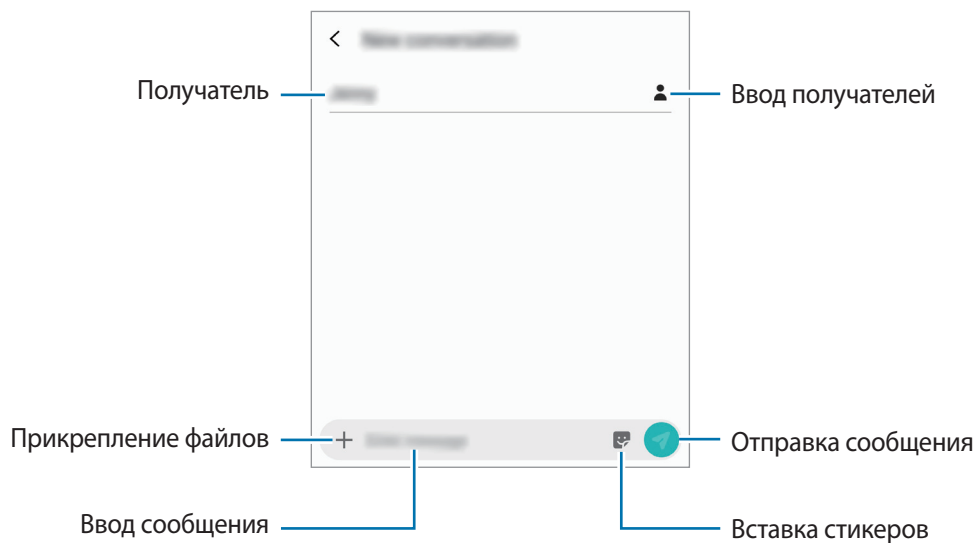 Получатель
Ввод получателей
Прикрепление файлов
Отправка сообщения
Ввод сообщения
Вставка стикеров